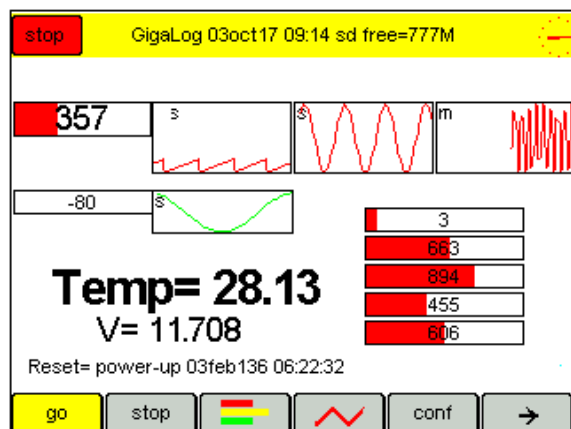 stop GigaLog 03oct17 09:14 sd free=777M
357 s s m
-80 s
3
663
894
455
606
Temp= 28.13
V= 11.708
Reset= power-up 03feb136 06:22:32
go stop conf →